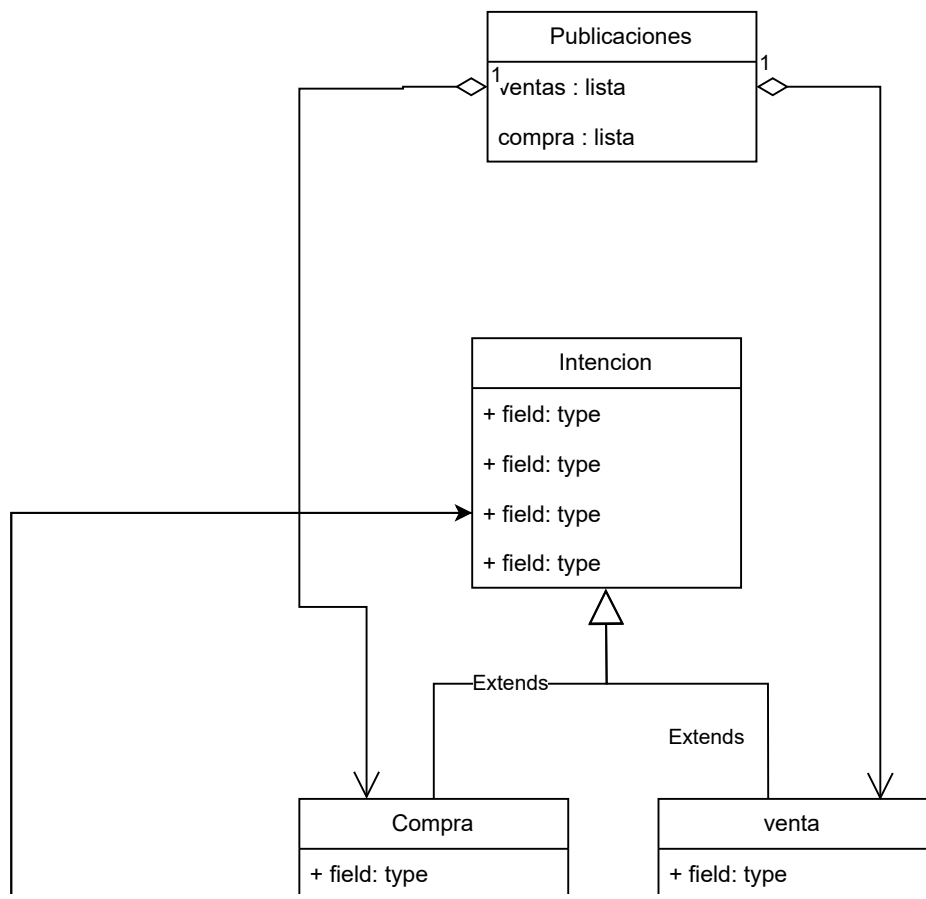 Publicaciones
1
1
ventas : lista
compra : lista
Intencion
+ field: type
+ field: type
+ field: type
+ field: type
Extends
Extends
Compra
+ field: type
venta
+ field: type